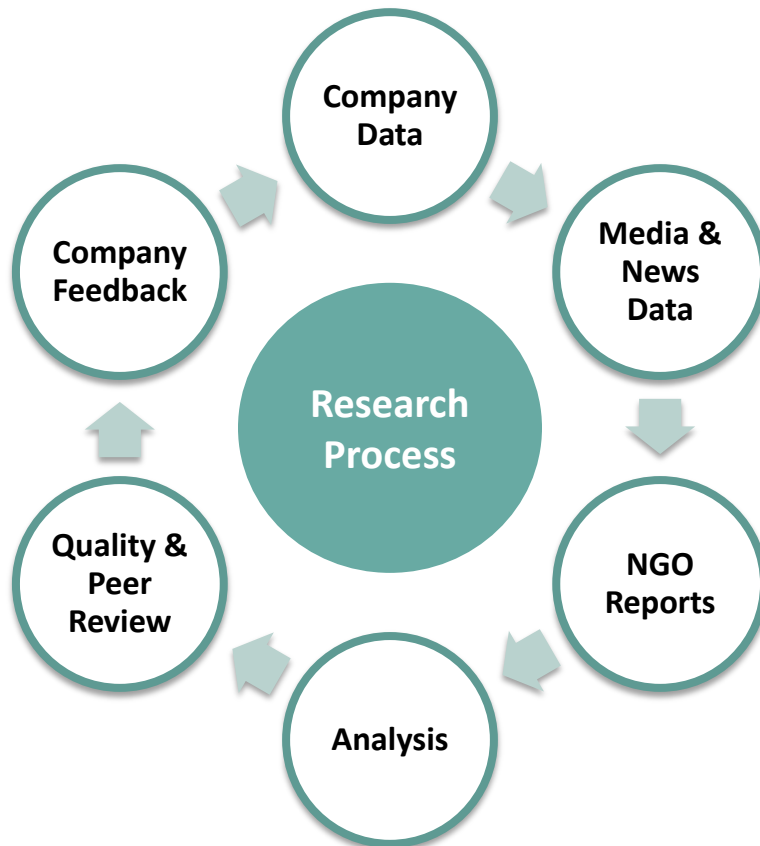 Company
Data
Media &
News
Data
NGO
Reports
Analysis
Quality &
Peer
Review
Company
Feedback
Research
Process